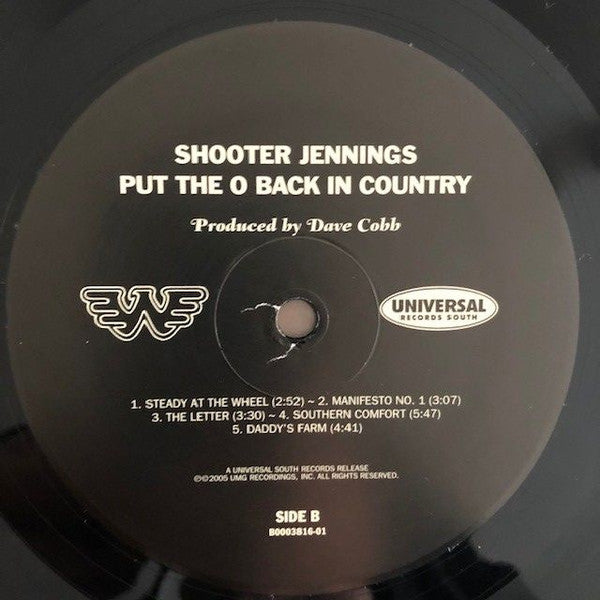 SHOOTER JENNINGS
PUT THE O BACK IN COUNTRY
Produced by Dave Cobb
W
UNIVERSAL
RECORDS SOUTH
1. STEADY AT THE WHEEL (2:52) ~ 2. MANIFESTO NO. 1 (3:07)
3. THE LETTER (3:30) ~ 4. SOUTHERN COMFORT (5:47)
5. DADDY'S FARM (4:41)
A UNIVERSAL SOUTH RECORDS RELEASE
℗©2005 UMG RECORDINGS, INC. ALL RIGHTS RESERVED.
SIDE B
B0003816-01